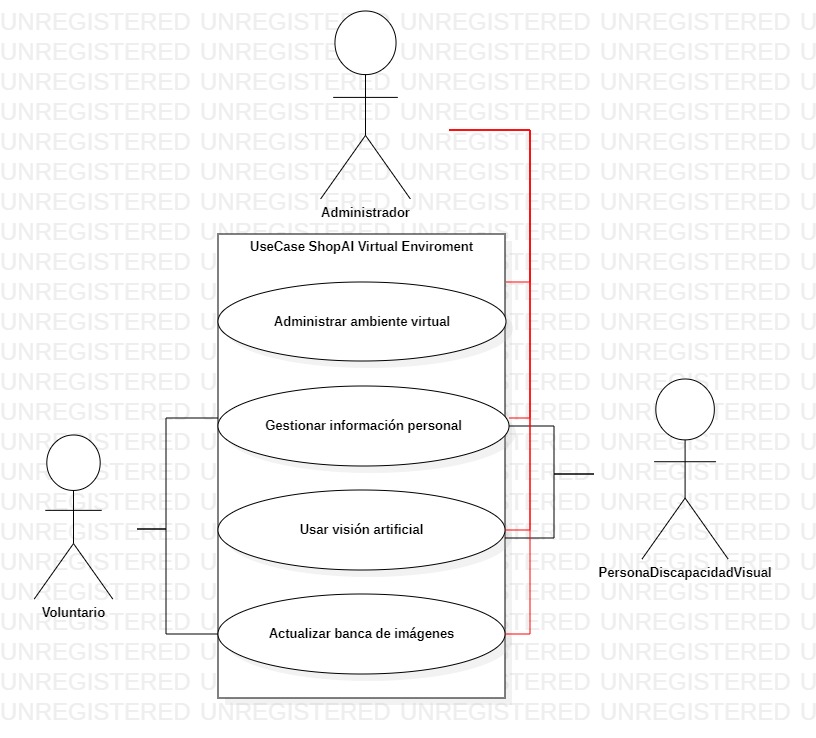 UNREGISTERED UNREGISTERED UNREGISTERED UNREGISTERED U
Administrador
UseCase ShopAI Virtual Enviroment
Administrar ambiente virtual
Gestionar información personal
Usar visión artificial
PersonaDiscapacidadVisual
Voluntario
Actualizar banca de imágenes